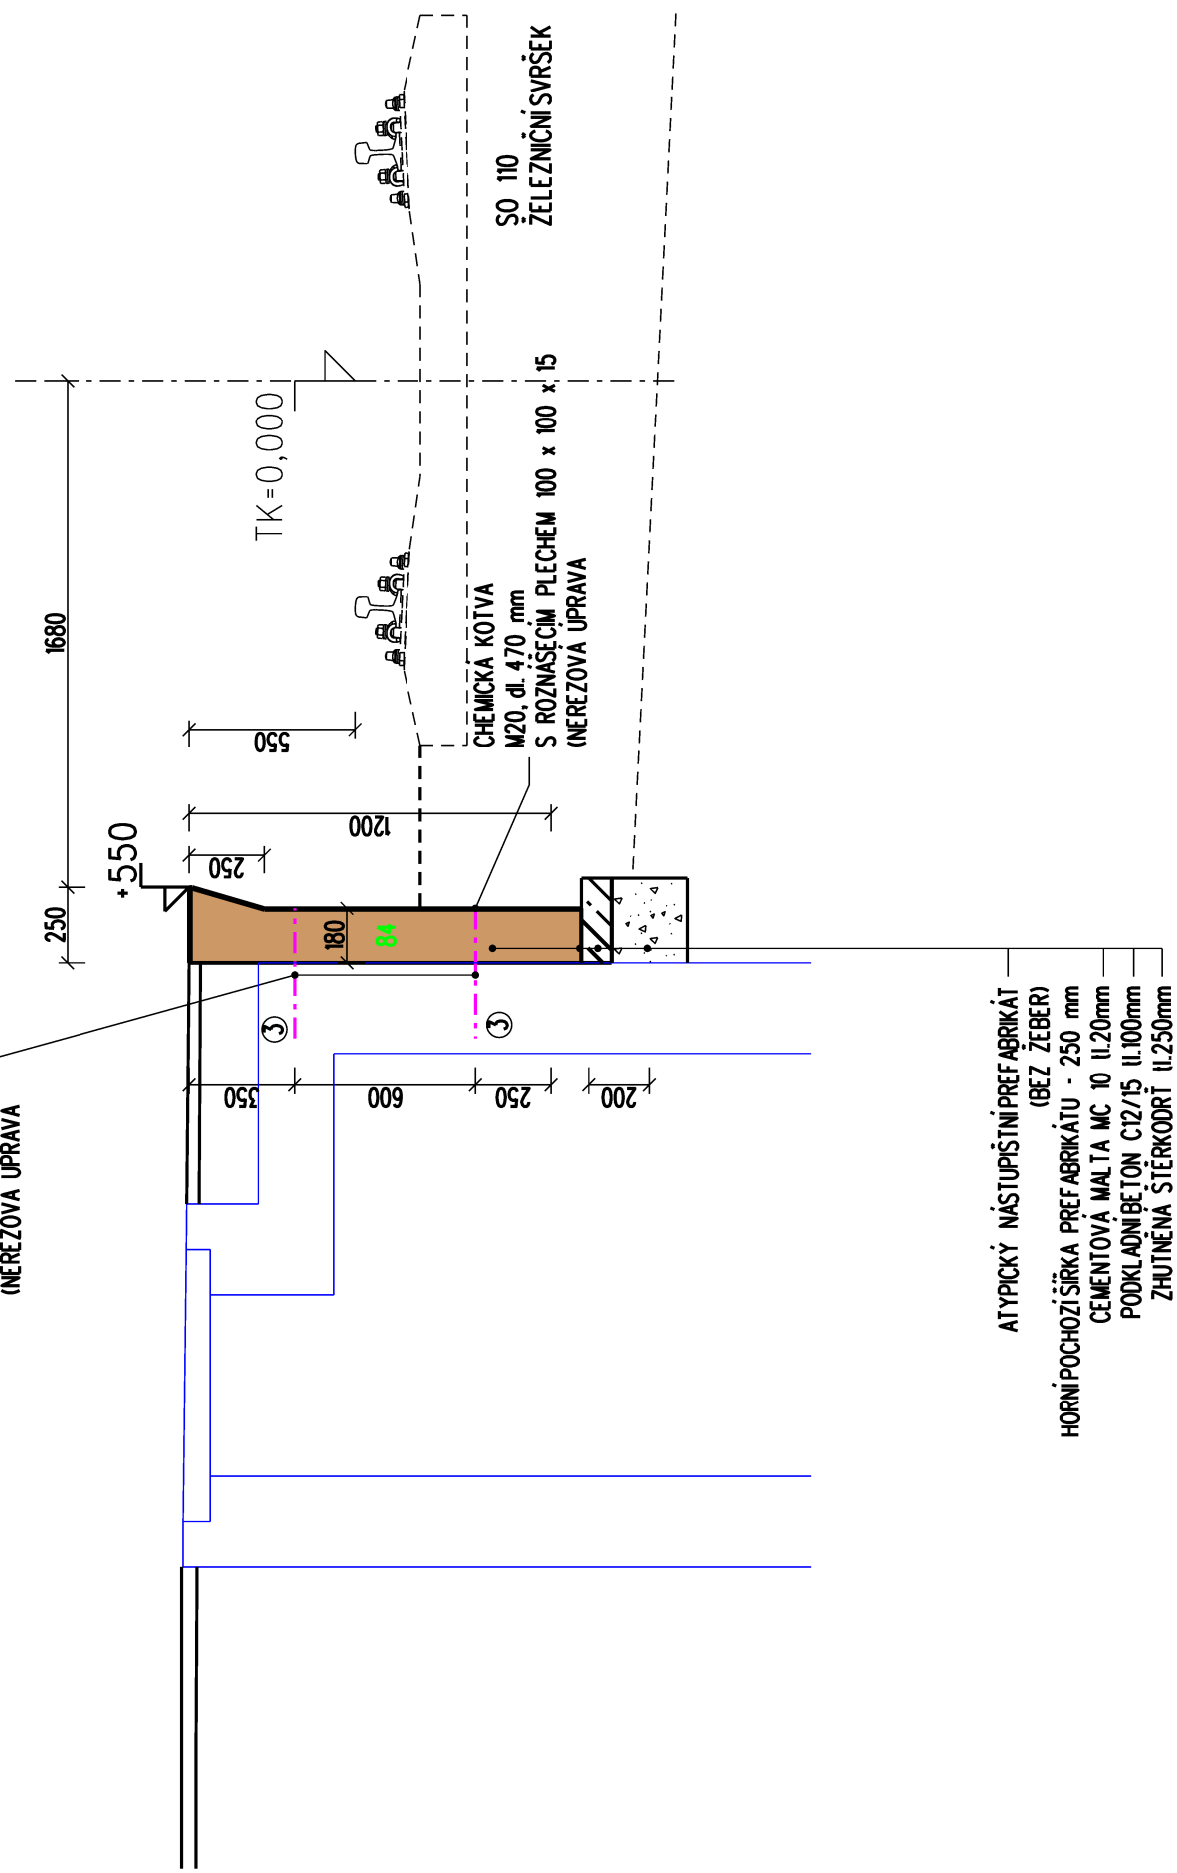 SO 110
ŽELEZNIČNÍ SVRŠEK
TK=0,000
1680
250
+550
550
1200
250
180
84
CHEMICKÁ KOTVA
M20, dl. 470 mm
S ROZNÁŠECÍM PLECHEM 100 x 100 x 15
(NEREZOVÁ ÚPRAVA
3
3
350
600
250
200
(NEREZOVÁ ÚPRAVA
ATYPICKÝ NÁSTUPIŠTNÍ PREFABRIKÁT
(BEZ ŽEBER)
HORNÍ POCHOZÍ ŠÍŘKA PREFABRIKÁTU - 250 mm
CEMENTOVÁ MALTA MC 10 tl.20mm
PODKLADNÍ BETON C12/15 tl.100mm
ZHUTNĚNÁ ŠTĚRKODRŤ tl.250mm